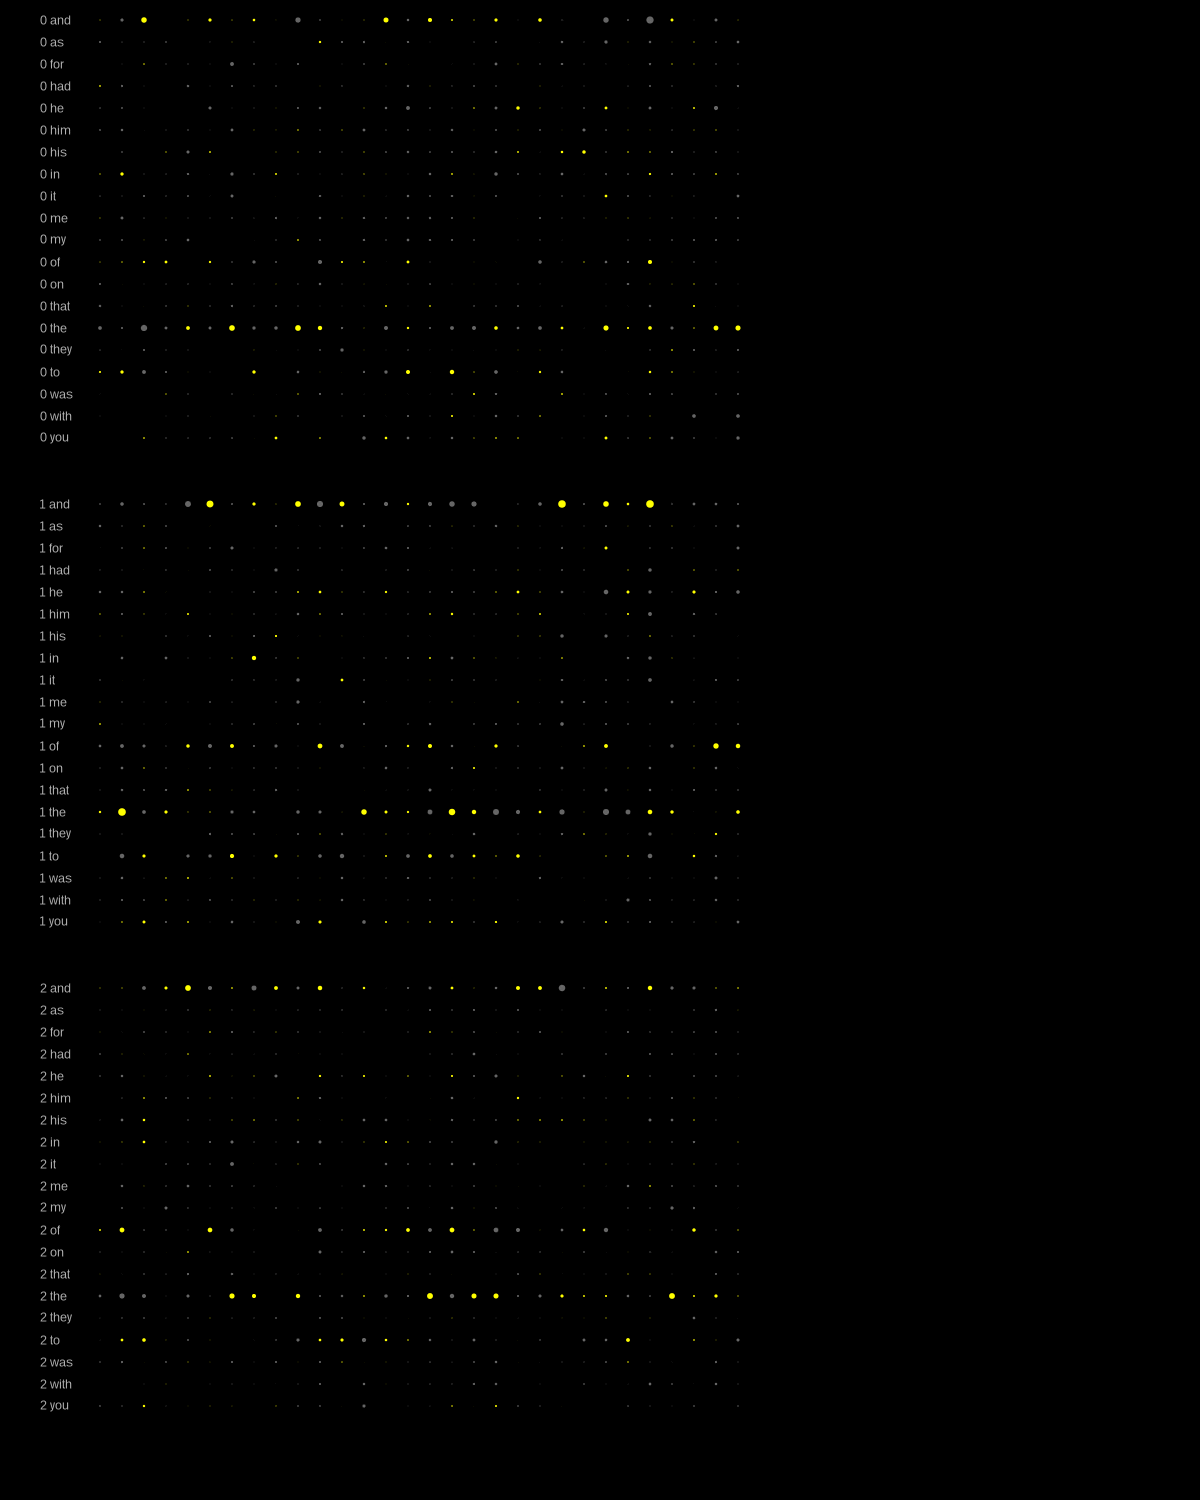 0 and
0 as
0 for
0 had
0 he
0 him
0 his
0 in
0 it
0 me
0 my
0 of
0 on
0 that
0 the
0 they
0 to
0 was
0 with
0 you
1 and
1 as
1 for
1 had
1 he
1 him
1 his
1 in
1 it
1 me
1 my
1 of
1 on
1 that
1 the
1 they
1 to
1 was
1 with
1 you
2 and
2 as
2 for
2 had
2 he
2 him
2 his
2 in
2 it
2 me
2 my
2 of
2 on
2 that
2 the
2 they
2 to
2 was
2 with
2 you